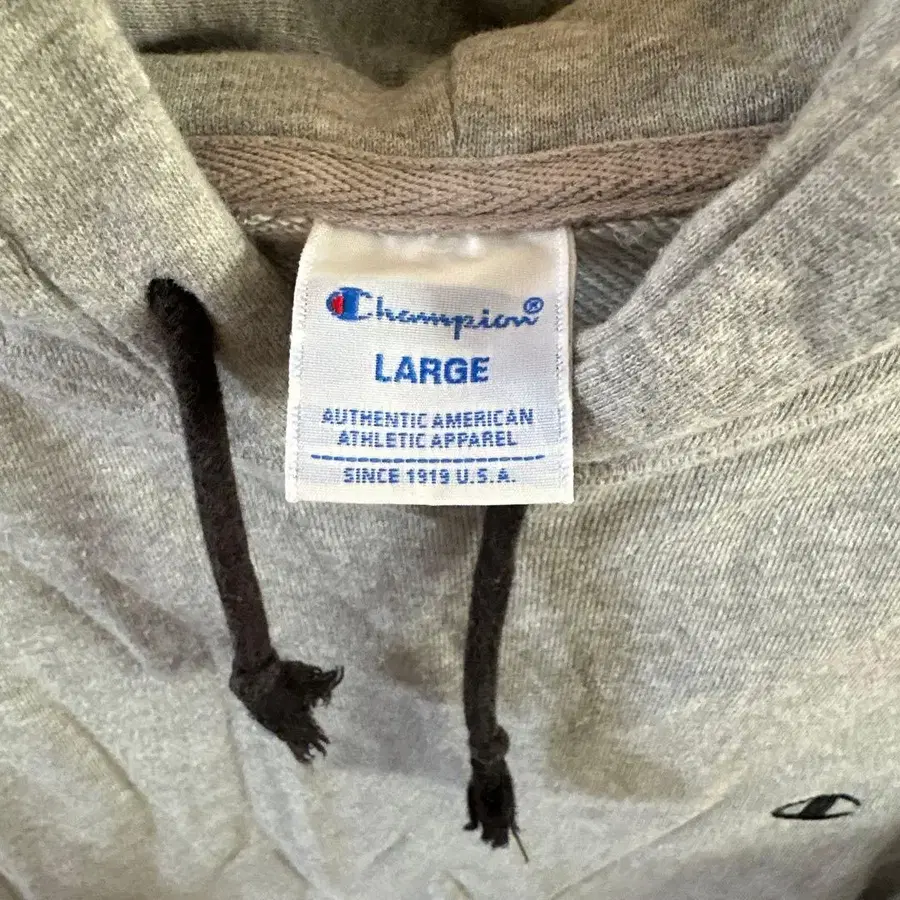 Champion®
LARGE
AUTHENTIC AMERICAN
ATHLETIC APPAREL
SINCE 1919 U.S.A.